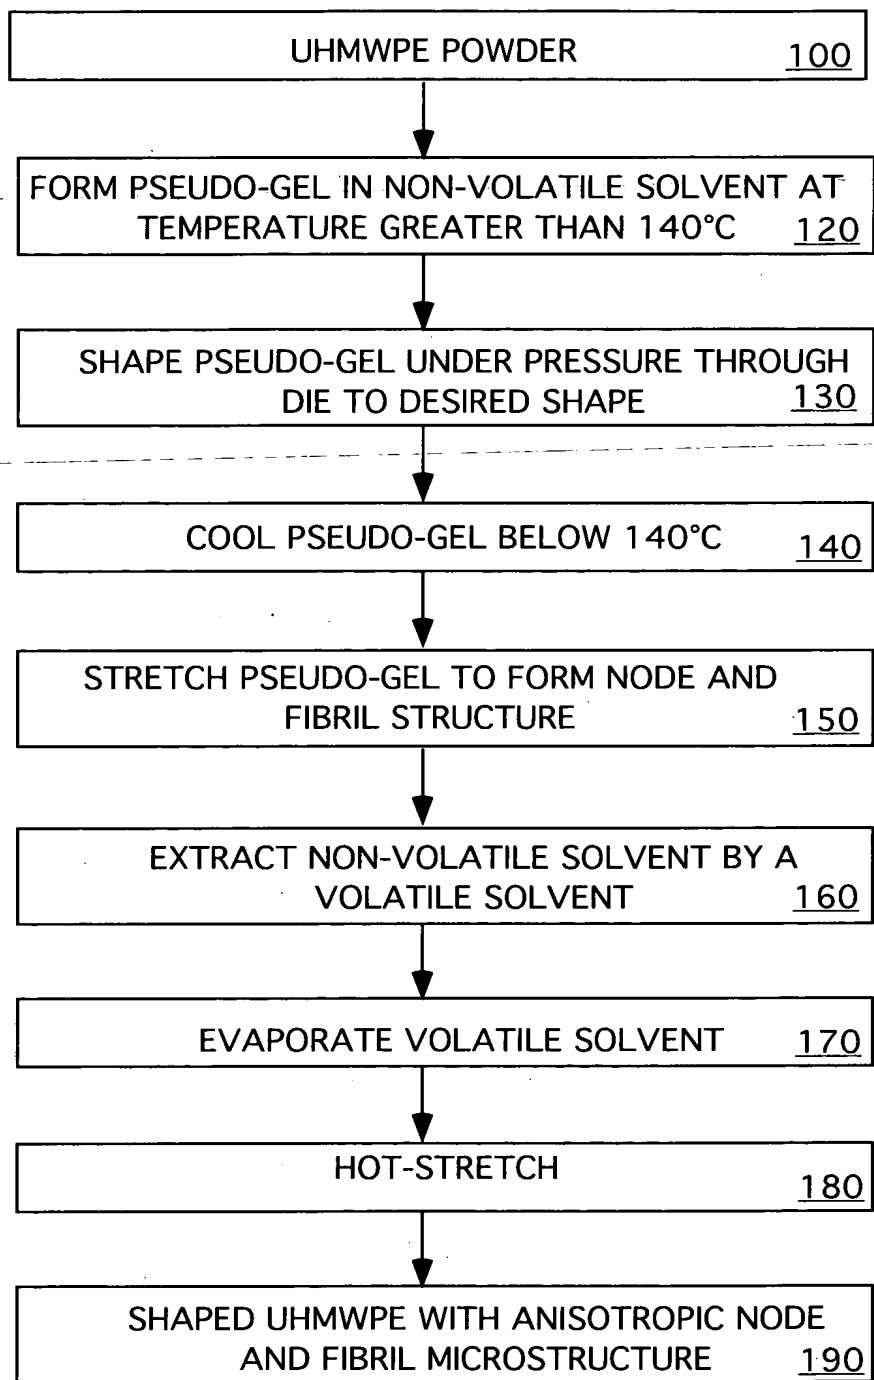 UHMWPE POWDER 100
FORM PSEUDO-GEL IN NON-VOLATILE SOLVENT AT
TEMPERATURE GREATER THAN 140°C 120
SHAPE PSEUDO-GEL UNDER PRESSURE THROUGH
DIE TO DESIRED SHAPE 130
COOL PSEUDO-GEL BELOW 140°C 140
STRETCH PSEUDO-GEL TO FORM NODE AND
FIBRIL STRUCTURE 150
EXTRACT NON-VOLATILE SOLVENT BY A
VOLATILE SOLVENT 160
EVAPORATE VOLATILE SOLVENT 170
HOT-STRETCH 180
SHAPED UHMWPE WITH ANISOTROPIC NODE
AND FIBRIL MICROSTRUCTURE 190